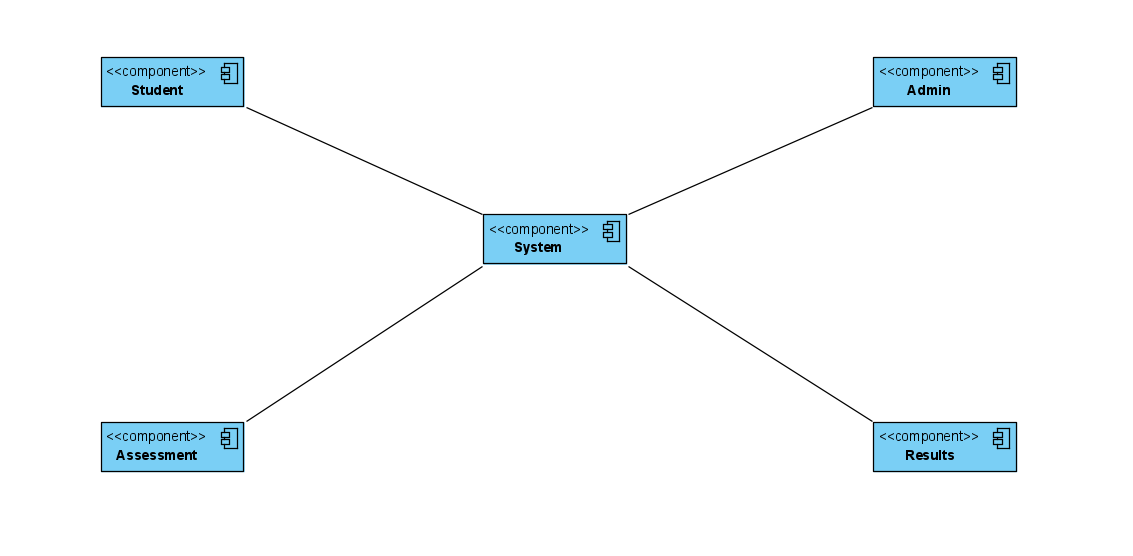 <<component>>
Student
<<component>>
Admin
<<component>>
System
<<component>>
Assessment
<<component>>
Results